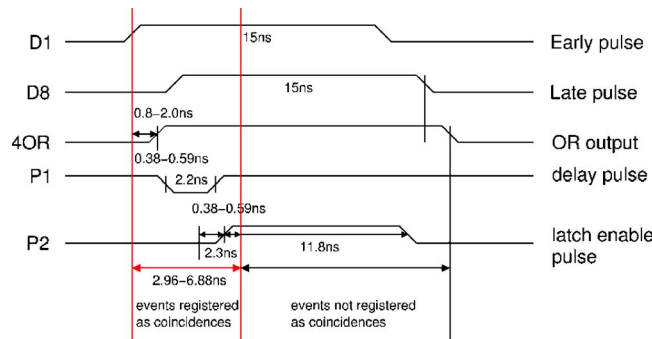 D1 15ns Early pulse
D8 15ns Late pulse
0.8-2.0ns
4OR OR output
0.38-0.59ns
P1 2.2ns delay pulse
0.38-0.59ns
P2 latch enable
2.3ns 11.8ns pulse
2.96-6.88ns
events registered events not registered
as coincidences as coincidences